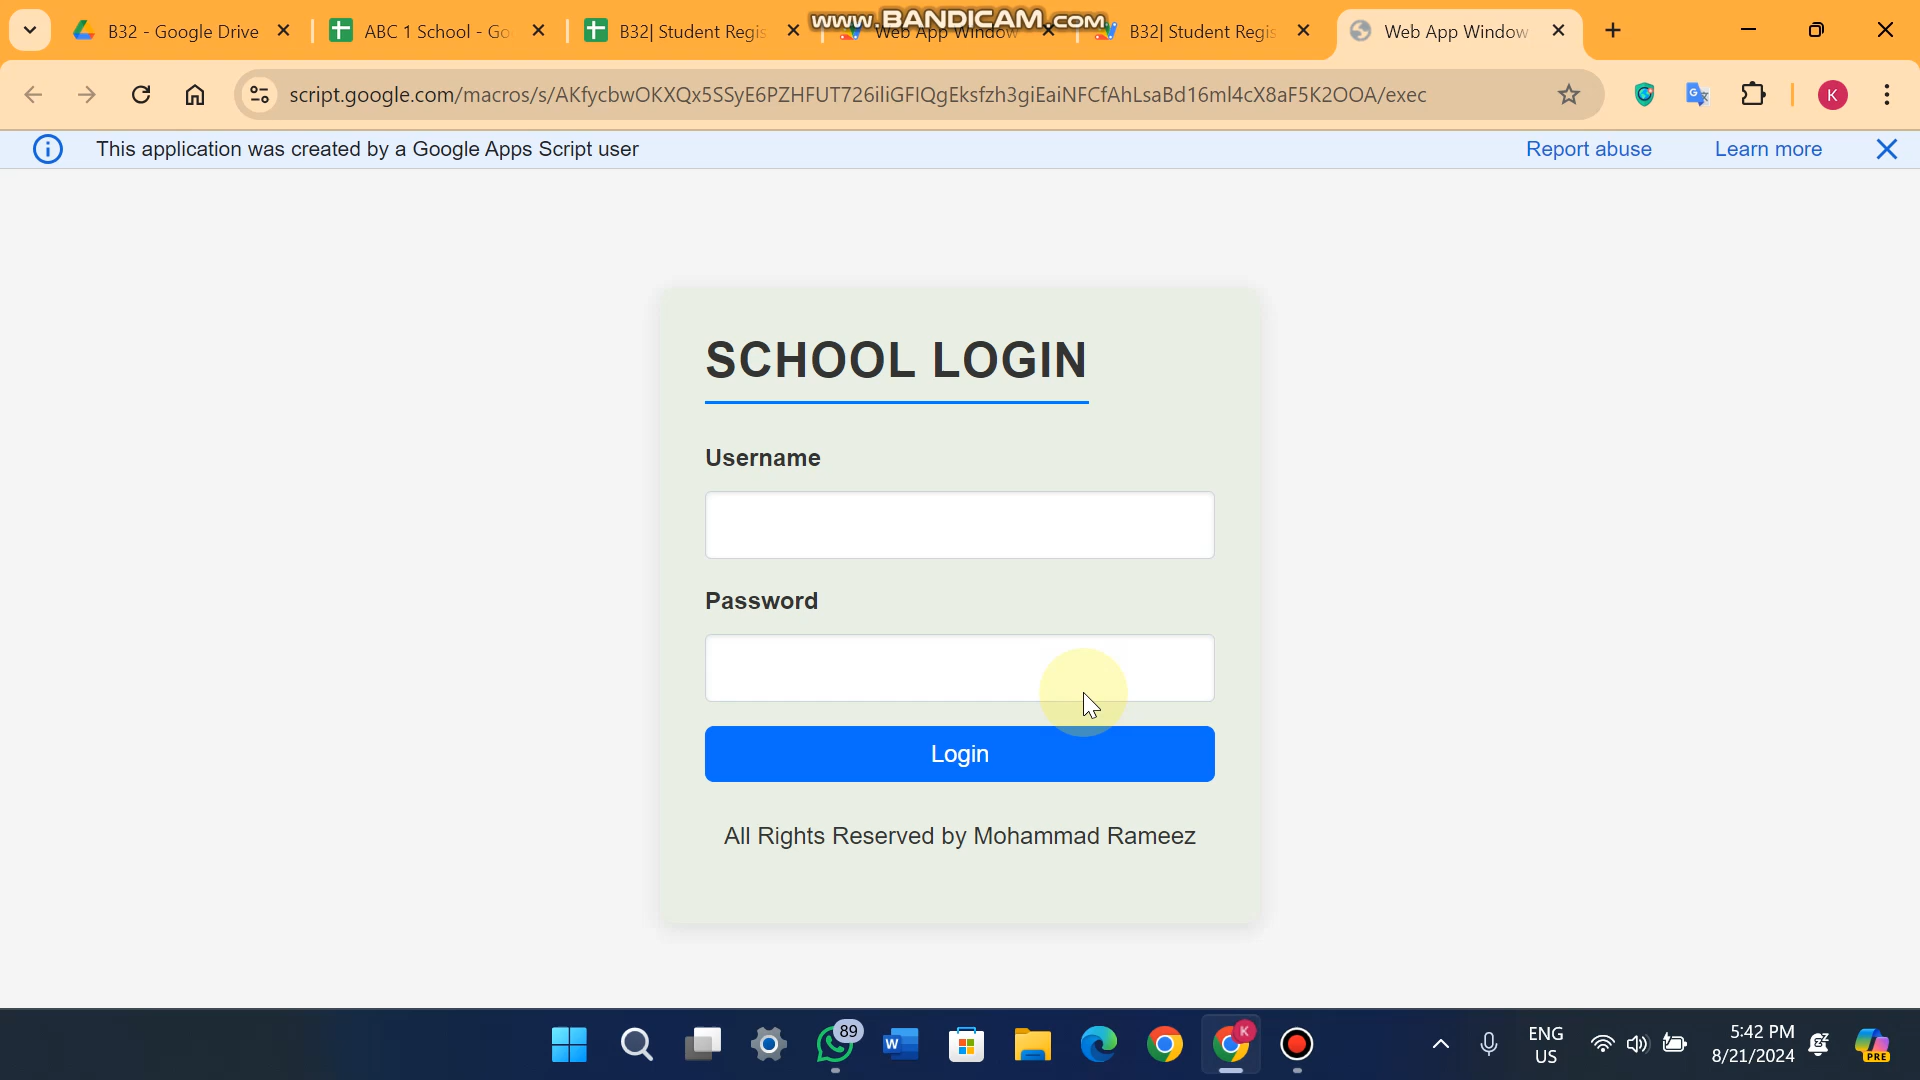 B32 - Google Drive
ABC 1 School - Go
B32| Student Regis
Web App Window
B32| Student Regis
Web App Window
www.BANDICAM.com
script.google.com/macros/s/AKfycbwOKXQx5SSyE6PZHFUT726iliGFIQgEksfzh3giEaiNFCfAhLsaBd16ml4cX8aF5K2OOA/exec
K
This application was created by a Google Apps Script user
Report abuse
Learn more
SCHOOL LOGIN
Username
Password
Login
All Rights Reserved by Mohammad Rameez
89
W
K
ENG
US
5:42 PM
8/21/2024
PRE